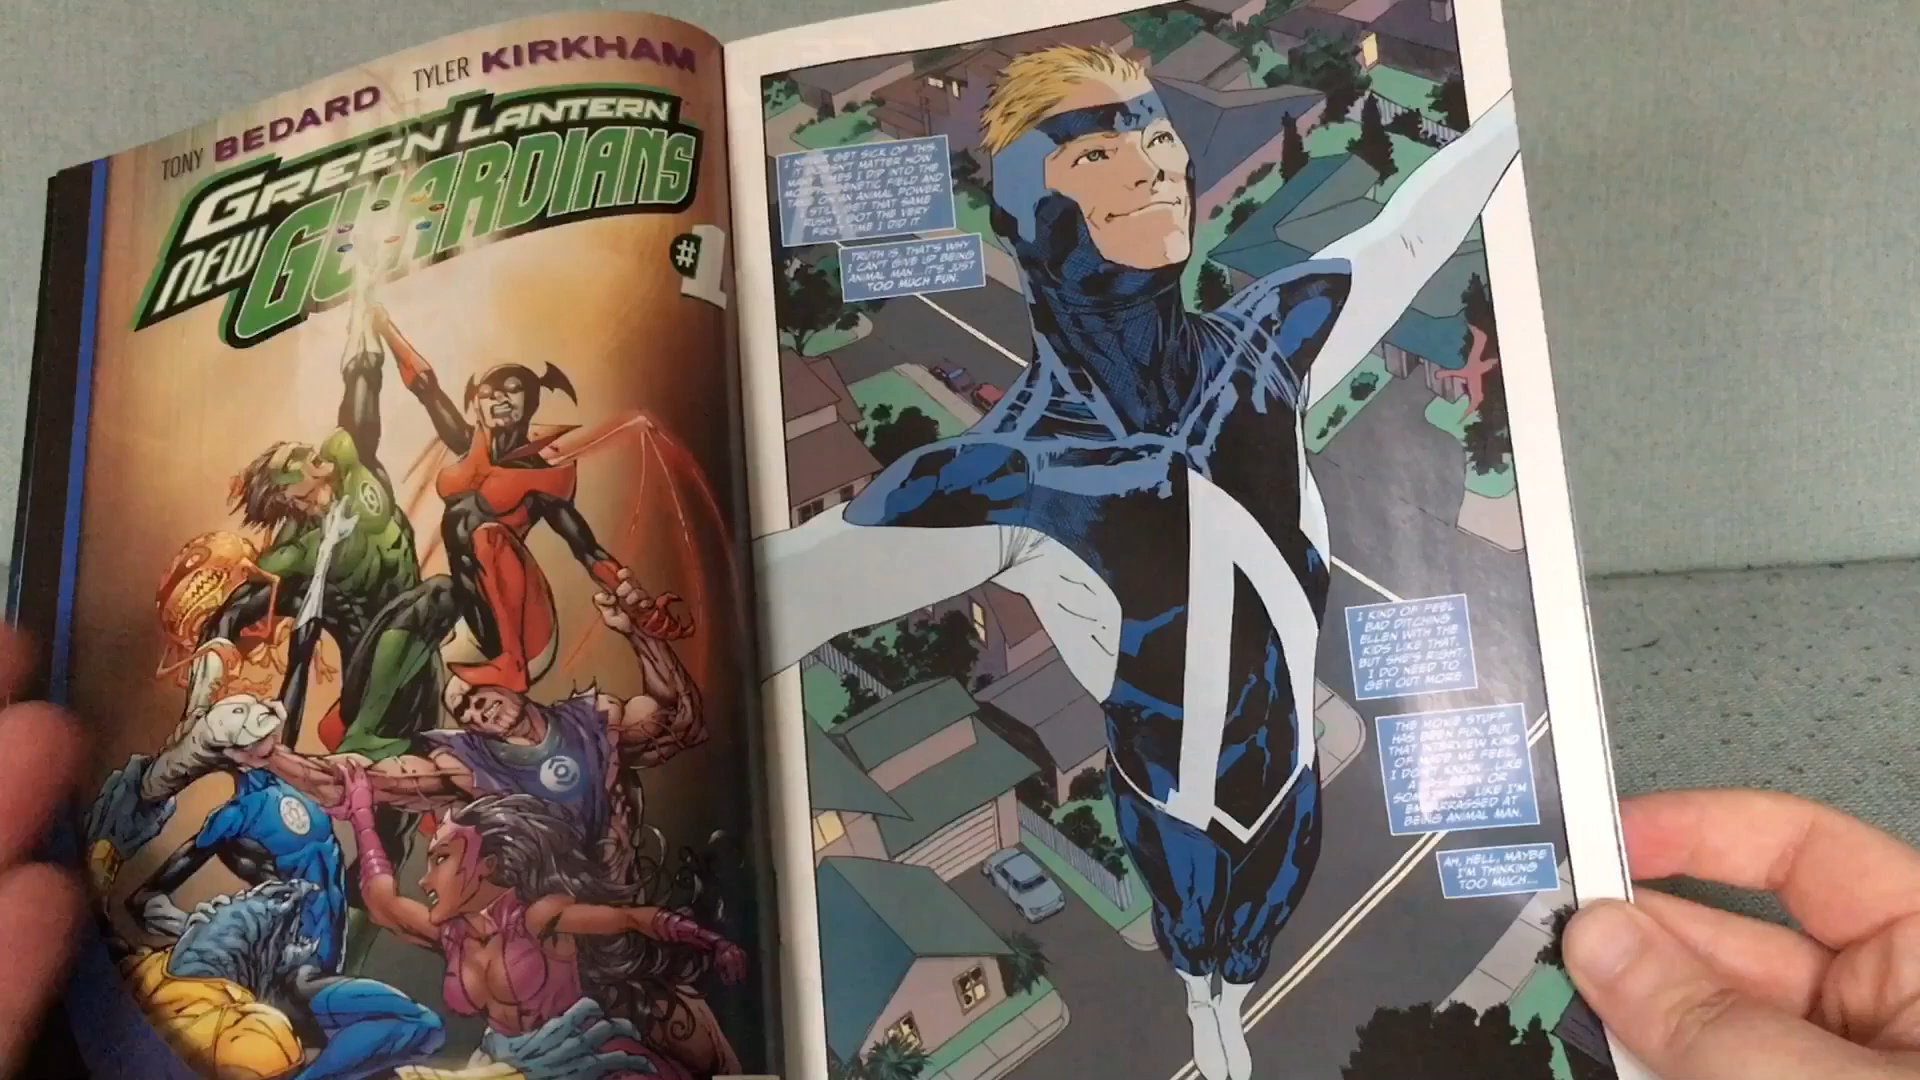 TONY BEDARD TYLER KIRKHAM
GREEN LANTERN
NEW GUARDIANS
#1
I NEVER GET SICK OF THIS.
IT DOESN'T MATTER HOW
MANY TIMES I DIP INTO THE
MORPHOGENETIC FIELD AND
TAKE ON AN ANIMAL POWER,
I STILL GET THAT SAME
RUSH I GOT THE VERY
FIRST TIME I DID IT.
TRUTH IS, THAT'S WHY
I CAN'T GIVE UP BEING
ANIMAL MAN...IT'S JUST
TOO MUCH FUN.
I KIND OF FEEL
BAD DITCHING
ELLEN WITH THE
KIDS LIKE THAT,
BUT SHE'S RIGHT,
I DO NEED TO
GET OUT MORE.
THE MOVIE STUFF
HAS BEEN FUN, BUT
THAT INTERVIEW KIND
OF MADE ME FEEL,
I DON'T KNOW...LIKE
A HAS-BEEN OR
SOMETHING. LIKE I'M
EMBARRASSED AT
BEING ANIMAL MAN.
AH, HELL, MAYBE
I'M THINKING
TOO MUCH...